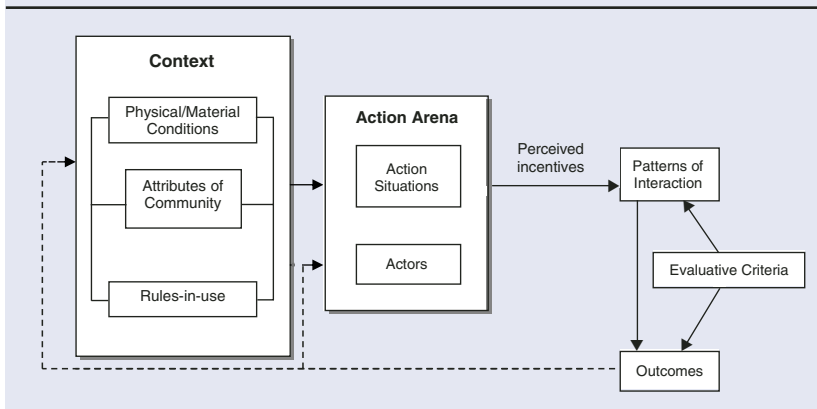 Context
Physical/Material
Conditions
Attributes of
Community
Rules-in-use
Action Arena
Action
Situations
Actors
Perceived
incentives
Patterns of
Interaction
Evaluative Criteria
Outcomes